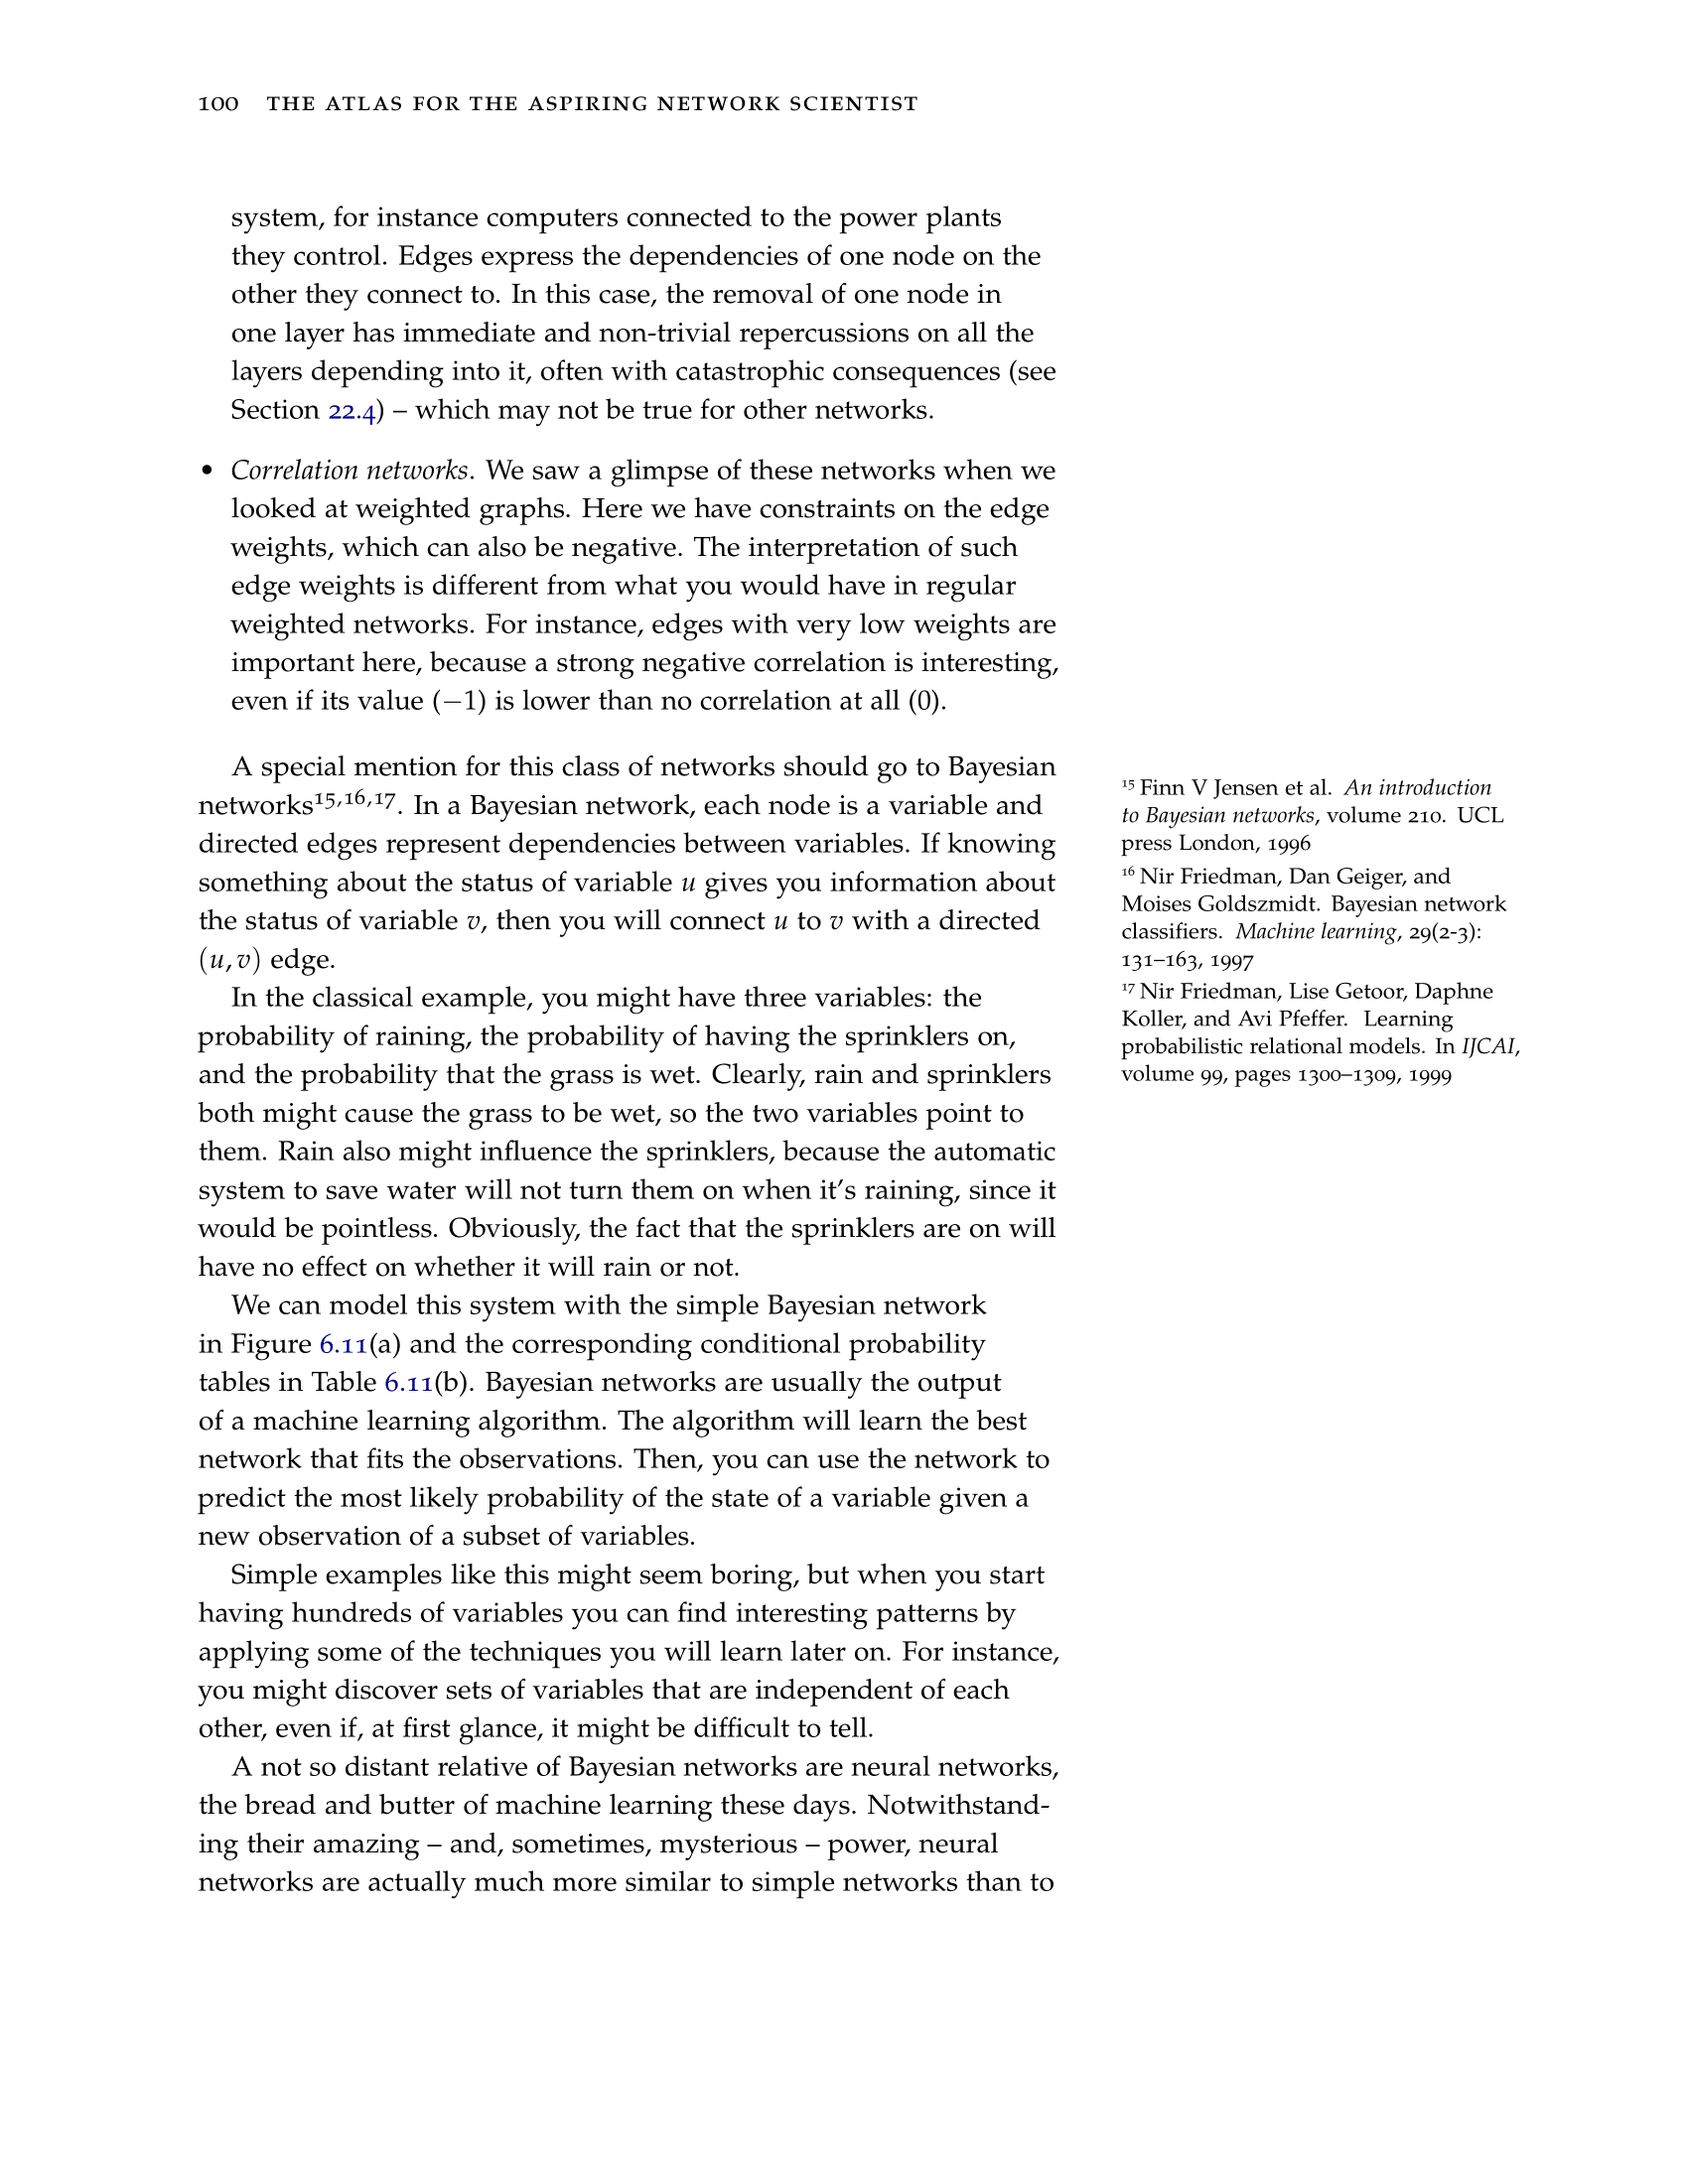 100 THE ATLAS FOR THE ASPIRING NETWORK SCIENTIST
system, for instance computers connected to the power plants
they control. Edges express the dependencies of one node on the
other they connect to. In this case, the removal of one node in
one layer has immediate and non-trivial repercussions on all the
layers depending into it, often with catastrophic consequences (see
Section 22.4) – which may not be true for other networks.
• Correlation networks. We saw a glimpse of these networks when we
looked at weighted graphs. Here we have constraints on the edge
weights, which can also be negative. The interpretation of such
edge weights is different from what you would have in regular
weighted networks. For instance, edges with very low weights are
important here, because a strong negative correlation is interesting,
even if its value (−1) is lower than no correlation at all (0).
A special mention for this class of networks should go to Bayesian
networks15,16,17. In a Bayesian network, each node is a variable and
directed edges represent dependencies between variables. If knowing
something about the status of variable u gives you information about
the status of variable v, then you will connect u to v with a directed
(u, v) edge.
In the classical example, you might have three variables: the
probability of raining, the probability of having the sprinklers on,
and the probability that the grass is wet. Clearly, rain and sprinklers
both might cause the grass to be wet, so the two variables point to
them. Rain also might influence the sprinklers, because the automatic
system to save water will not turn them on when it's raining, since it
would be pointless. Obviously, the fact that the sprinklers are on will
have no effect on whether it will rain or not.
We can model this system with the simple Bayesian network
in Figure 6.11(a) and the corresponding conditional probability
tables in Table 6.11(b). Bayesian networks are usually the output
of a machine learning algorithm. The algorithm will learn the best
network that fits the observations. Then, you can use the network to
predict the most likely probability of the state of a variable given a
new observation of a subset of variables.
Simple examples like this might seem boring, but when you start
having hundreds of variables you can find interesting patterns by
applying some of the techniques you will learn later on. For instance,
you might discover sets of variables that are independent of each
other, even if, at first glance, it might be difficult to tell.
A not so distant relative of Bayesian networks are neural networks,
the bread and butter of machine learning these days. Notwithstand-
ing their amazing – and, sometimes, mysterious – power, neural
networks are actually much more similar to simple networks than to
15 Finn V Jensen et al. An introduction
to Bayesian networks, volume 210. UCL
press London, 1996
16 Nir Friedman, Dan Geiger, and
Moises Goldszmidt. Bayesian network
classifiers. Machine learning, 29(2-3):
131–163, 1997
17 Nir Friedman, Lise Getoor, Daphne
Koller, and Avi Pfeffer. Learning
probabilistic relational models. In IJCAI,
volume 99, pages 1300–1309, 1999